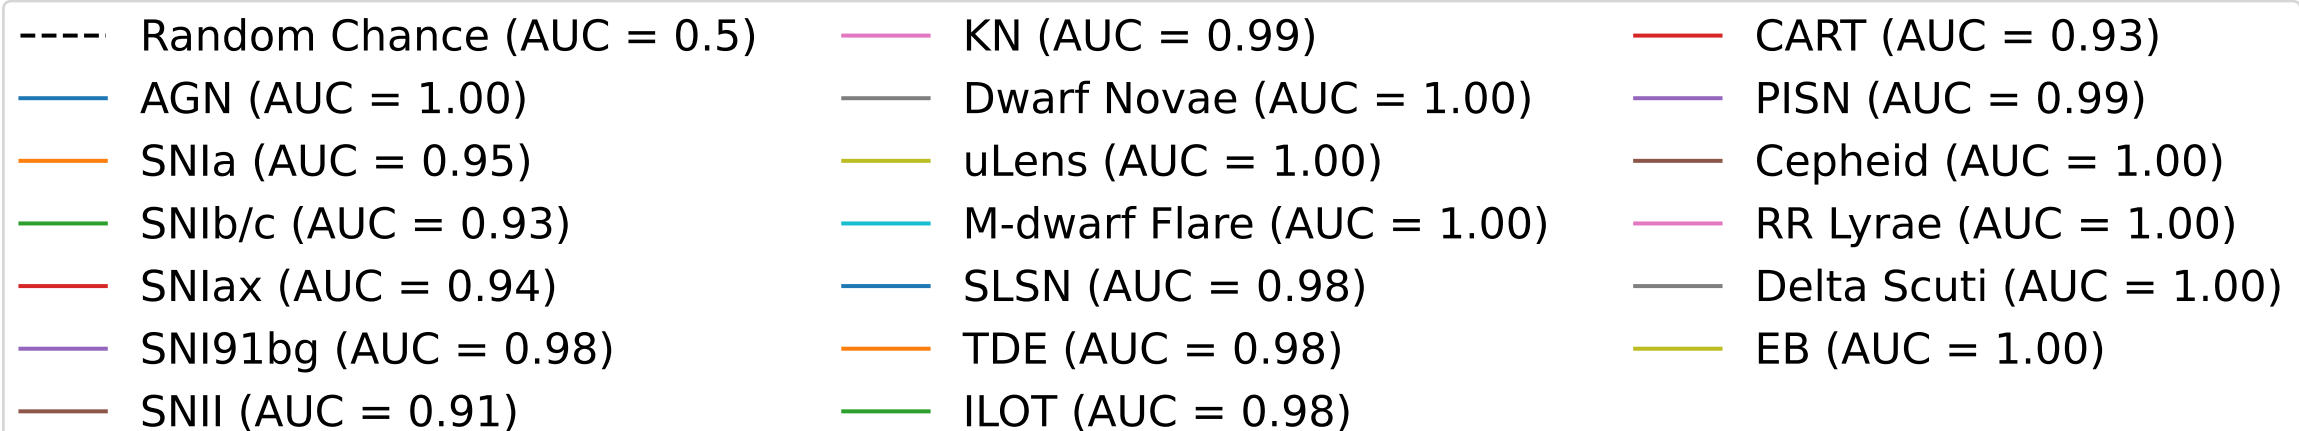 Random Chance (AUC = 0.5)
AGN (AUC = 1.00)
SNIa (AUC = 0.95)
SNIb/c (AUC = 0.93)
SNIax (AUC = 0.94)
SNI91bg (AUC = 0.98)
SNII (AUC = 0.91)
KN (AUC = 0.99)
Dwarf Novae (AUC = 1.00)
uLens (AUC = 1.00)
M-dwarf Flare (AUC = 1.00)
SLSN (AUC = 0.98)
TDE (AUC = 0.98)
ILOT (AUC = 0.98)
CART (AUC = 0.93)
PISN (AUC = 0.99)
Cepheid (AUC = 1.00)
RR Lyrae (AUC = 1.00)
Delta Scuti (AUC = 1.00)
EB (AUC = 1.00)